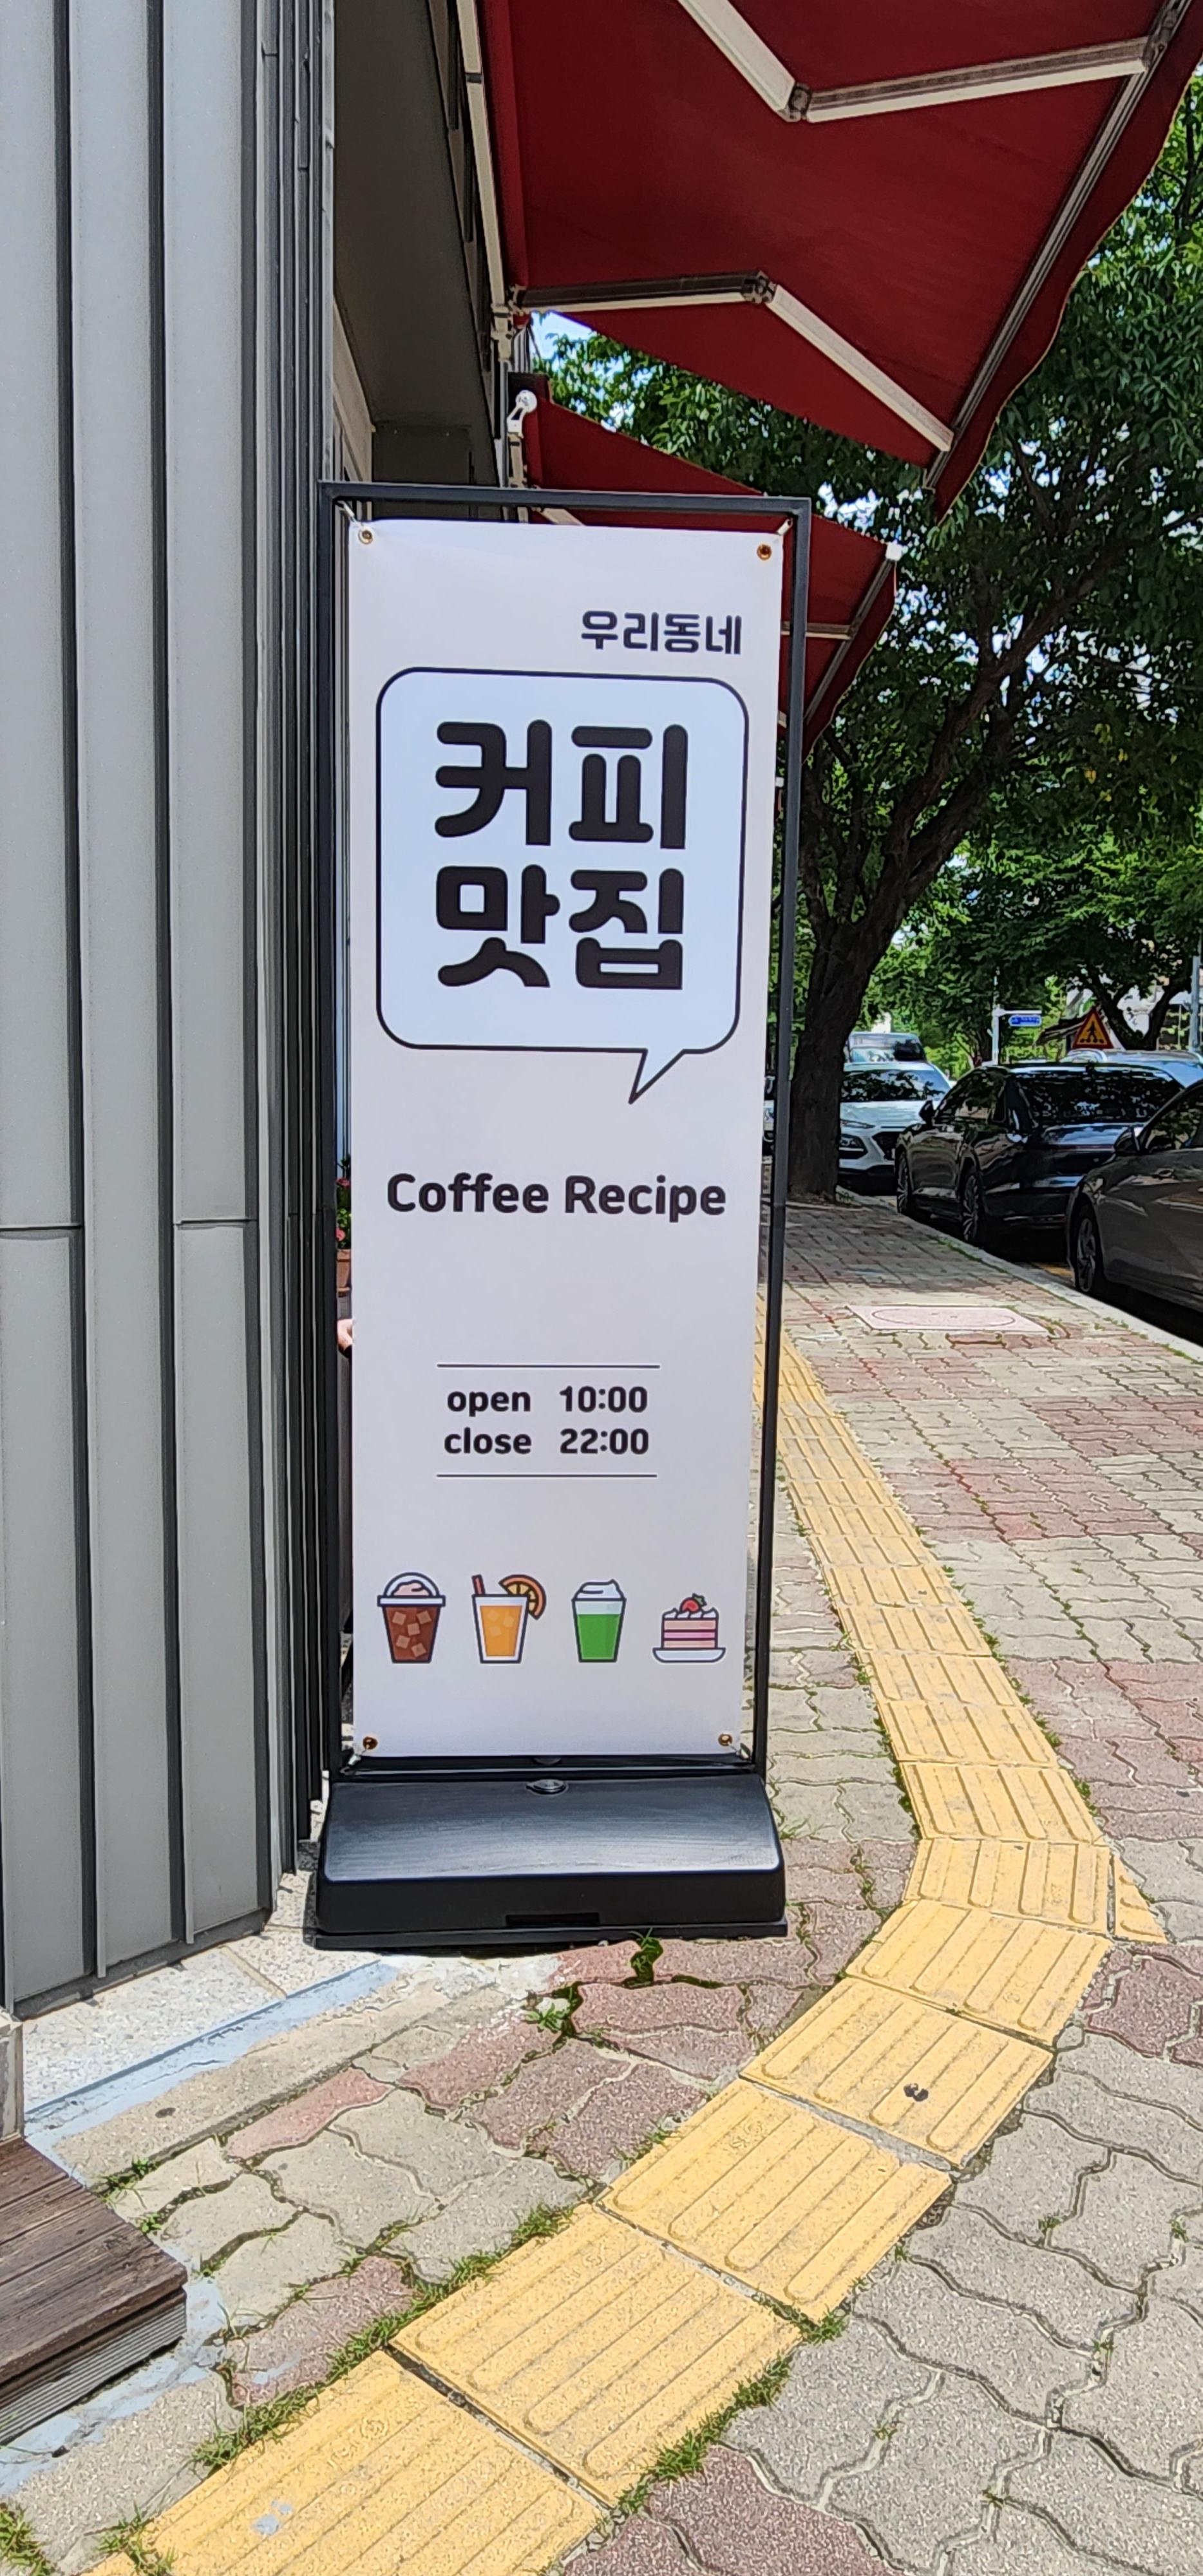 우리동네
커피
맛집
Coffee Recipe
open 10:00
close 22:00